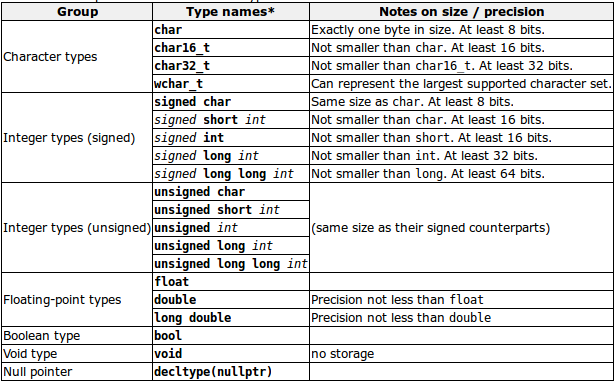 Group Type names* Notes on size / precision
Character types
char Exactly one byte in size. At least 8 bits.
char16_t Not smaller than char. At least 16 bits.
char32_t Not smaller than char16_t. At least 32 bits.
wchar_t Can represent the largest supported character set.
Integer types (signed)
signed char Same size as char. At least 8 bits.
signed short int Not smaller than char. At least 16 bits.
signed int Not smaller than short. At least 16 bits.
signed long int Not smaller than int. At least 32 bits.
signed long long int Not smaller than long. At least 64 bits.
Integer types (unsigned)
unsigned char
unsigned short int
unsigned int
unsigned long int
unsigned long long int
(same size as their signed counterparts)
Floating-point types
float
double Precision not less than float
long double Precision not less than double
Boolean type bool
Void type void no storage
Null pointer decltype(nullptr)